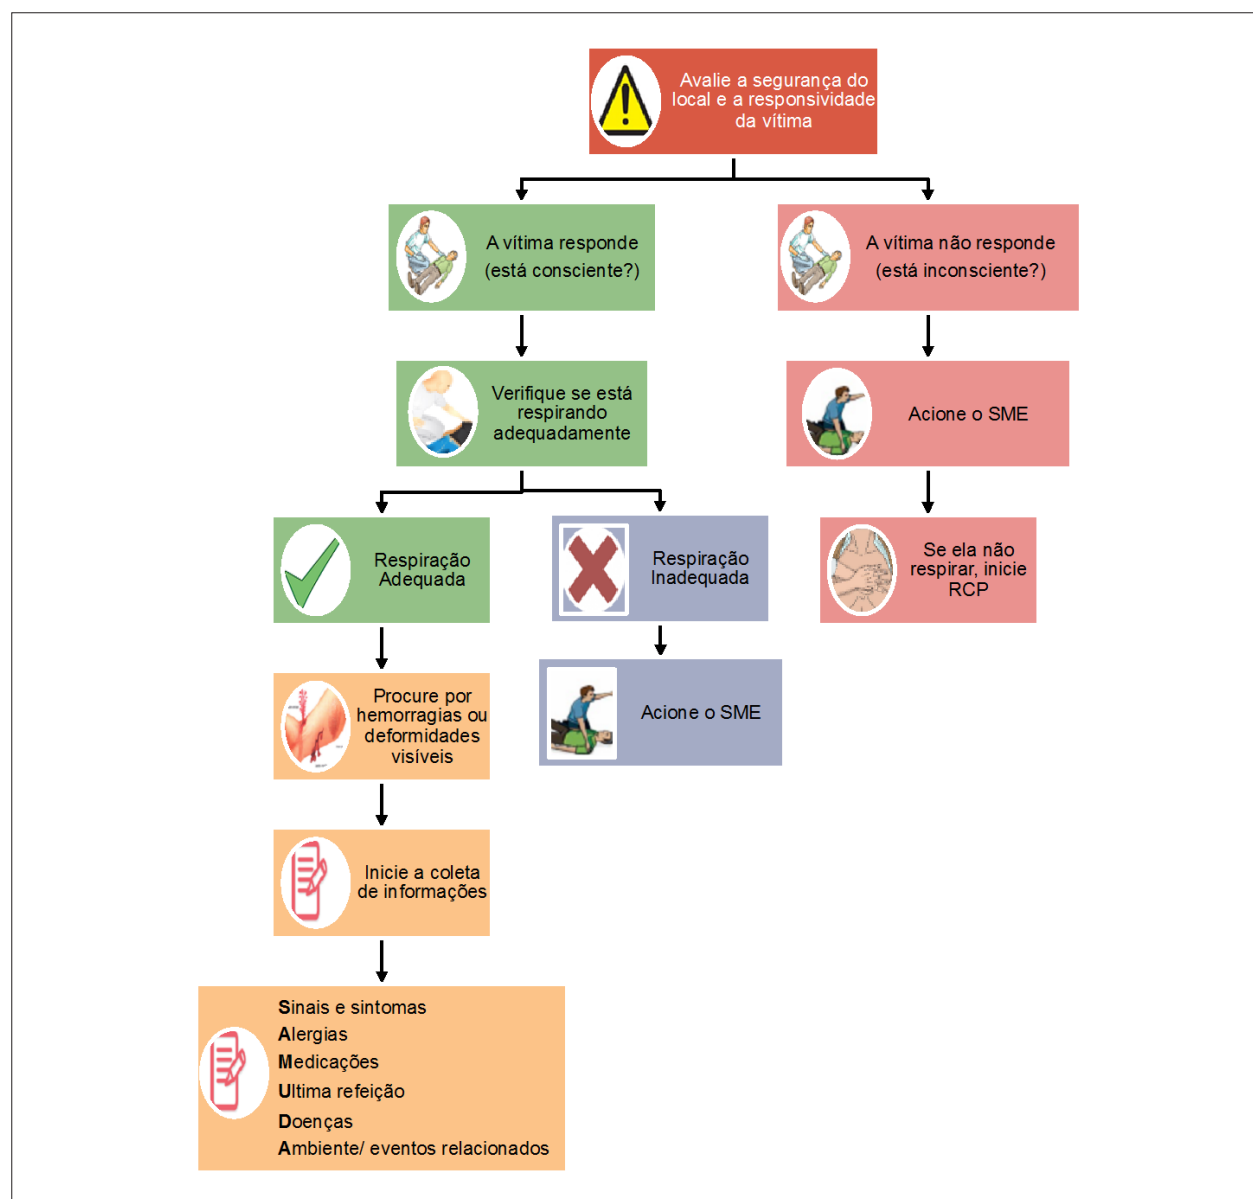 Avalie a segurança do
local e a responsividade
da vítima
A vítima responde
(está consciente?)
A vítima não responde
(está inconsciente?)
Verifique se está
respirando
adequadamente
Acione o SME
Respiração
Adequada
Respiração
Inadequada
Se ela não
respirar, inicie
RCP
Procure por
hemorragias ou
deformidades
visíveis
Acione o SME
Inicie a coleta
de informações
Sinais e sintomas
Alergias
Medicações
Ultima refeição
Doenças
Ambiente/ eventos relacionados